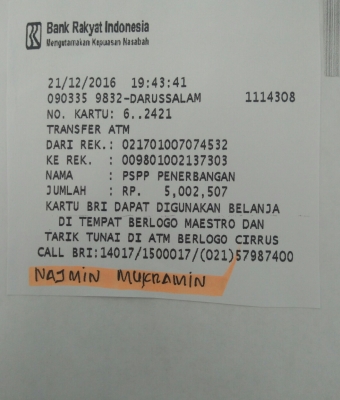 Bank Rakyat Indonesia
Mengutamakan Kepuasan Nasabah
21/12/2016 19:43:41
090335 9832-DARUSSALAM 1114308
NO. KARTU: 6..2421
TRANSFER ATM
DARI REK.: 021701007074532
KE REK. : 009801002137303
NAMA : PSPP PENERBANGAN
JUMLAH : RP. 5,002,507
KARTU BRI DAPAT DIGUNAKAN BELANJA
DI TEMPAT BERLOGO MAESTRO DAN
TARIK TUNAI DI ATM BERLOGO CIRRUS
CALL BRI:14017/1500017/(021)57987400
NAJMIN MUKRAMIN